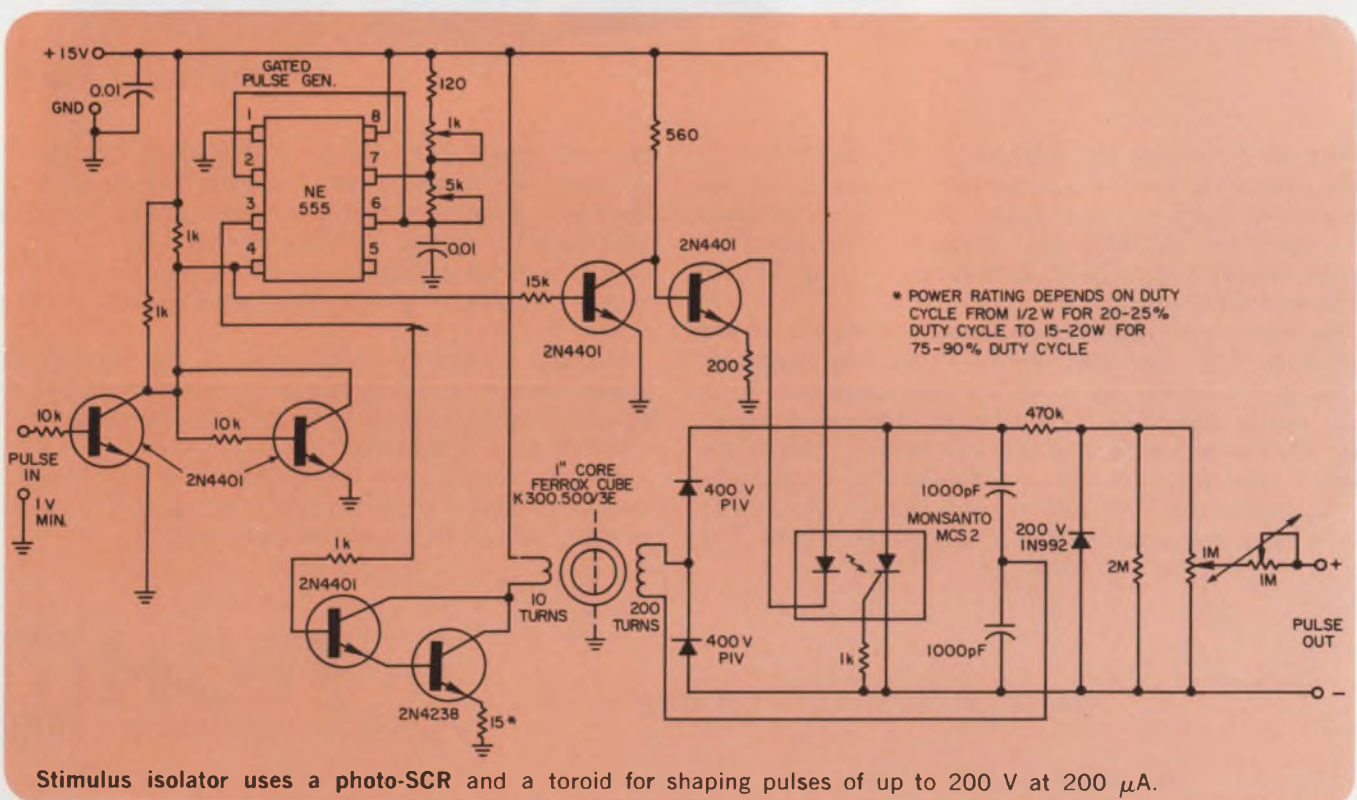 +15V
0.01
GND
GATED
PULSE GEN.
120
1k
5k
0.01
1
2
3
4
8
7
6
5
NE
555
1k
1k
560
2N4401
15k
2N4401
200
* POWER RATING DEPENDS ON DUTY
CYCLE FROM 1/2 W FOR 20-25%
DUTY CYCLE TO 15-20W FOR
75-90% DUTY CYCLE
10k
PULSE
IN
1V
MIN.
10k
2N4401
1" CORE
FERROX CUBE
K300.500/3E
1k
2N4401
10
TURNS
200
TURNS
2N4238
15*
400 V
PIV
400 V
PIV
MONSANTO
MCS 2
1k
1000pF
1000pF
470k
200 V
IN992
2M
1M
1M
+
PULSE
OUT
-
Stimulus isolator uses a photo-SCR and a toroid for shaping pulses of up to 200 V at 200 μA.